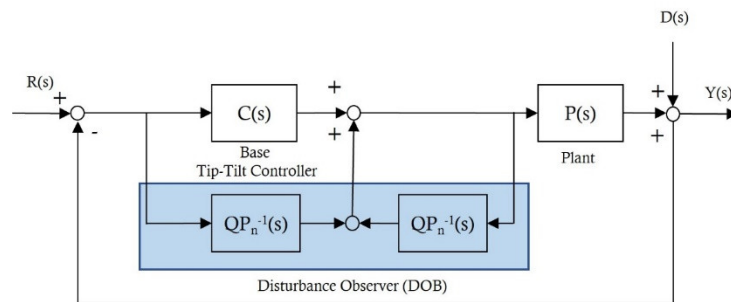 D(s)
R(s)
+
-
C(s)
+
+
P(s)
+
+
Y(s)
Base
Tip-Tilt Controller
Plant
QPn⁻¹(s)
QPn⁻¹(s)
Disturbance Observer (DOB)